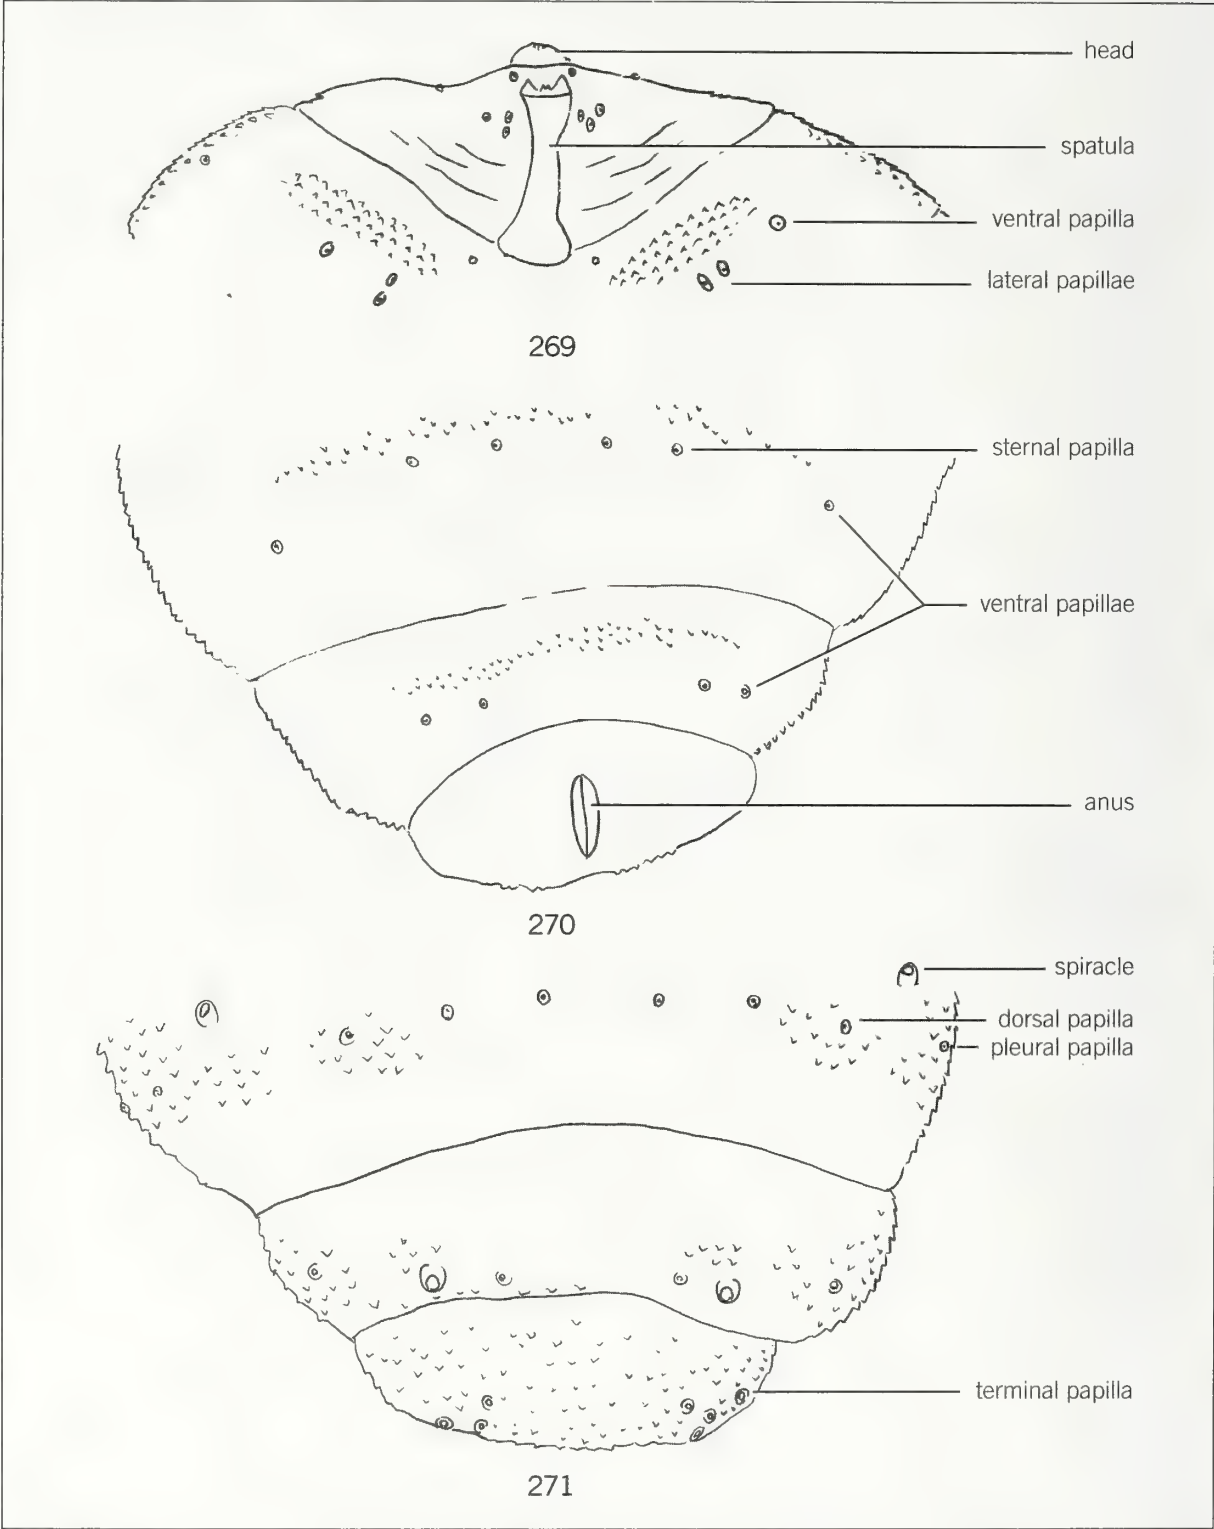 head
spatula
ventral papilla
lateral papillae
269
sternal papilla
ventral papillae
anus
270
spiracle
dorsal papilla
pleural papilla
terminal papilla
271